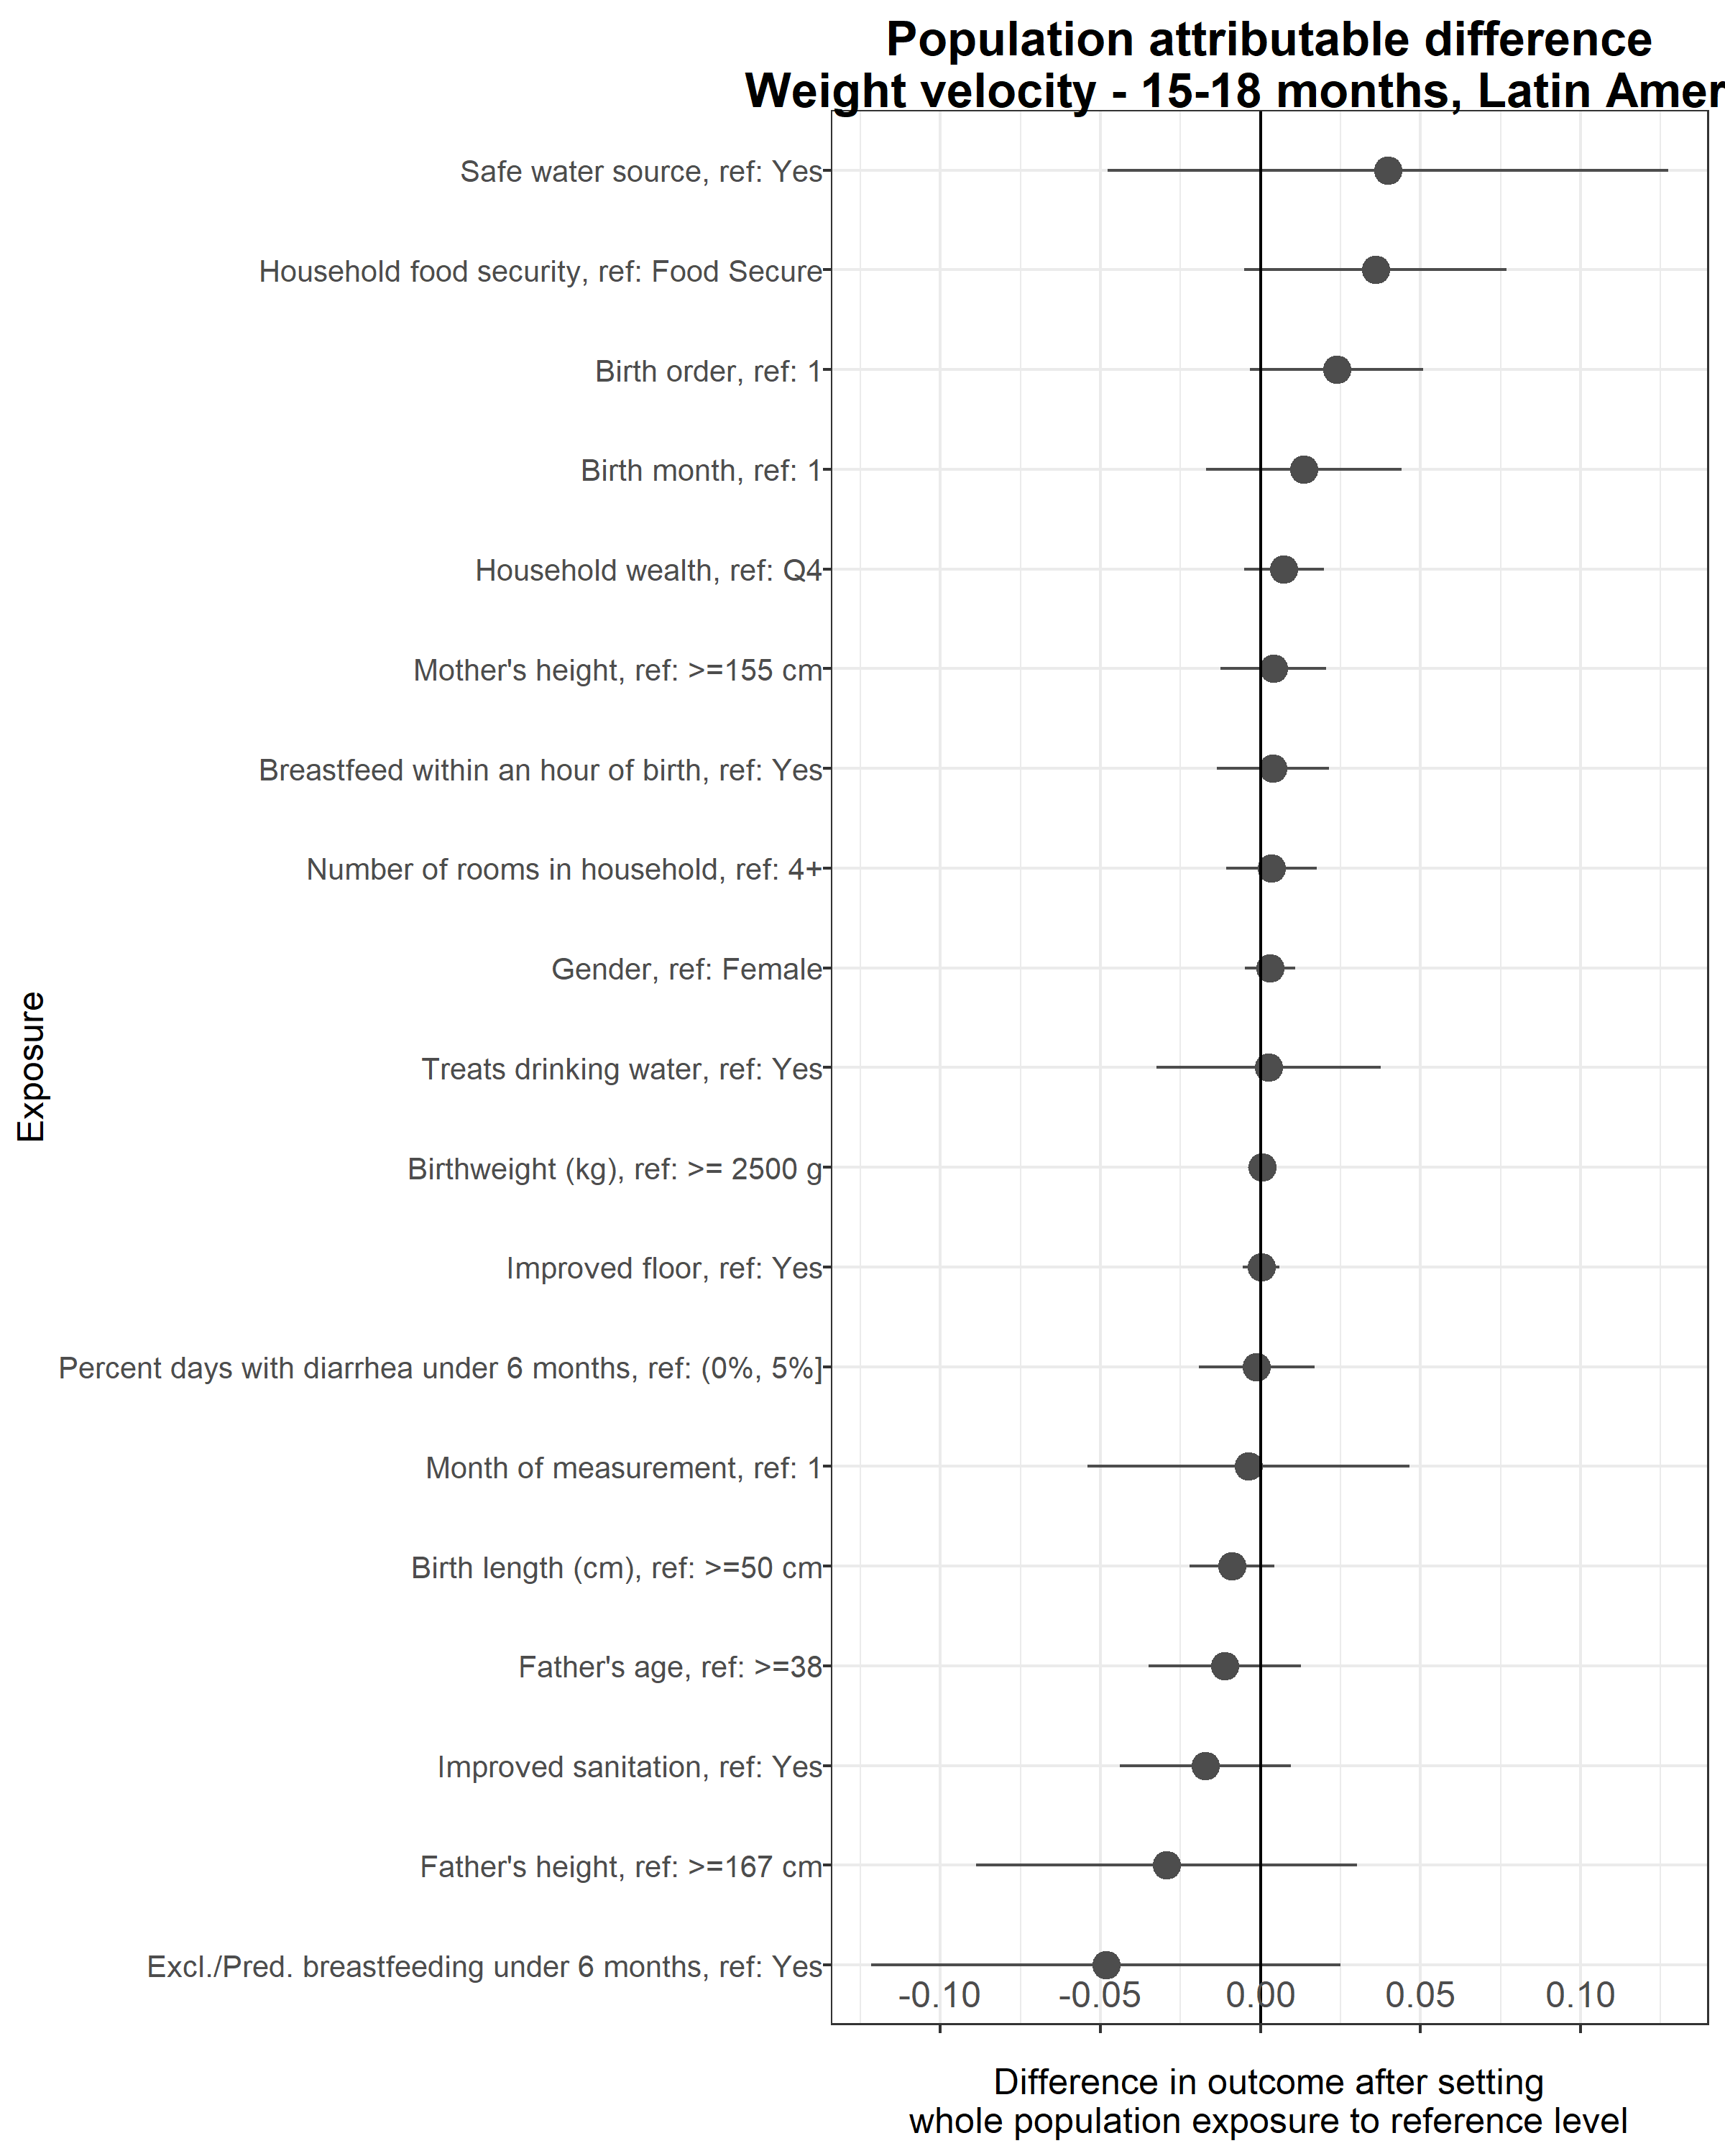 Population attributable difference
Weight velocity - 15-18 months, Latin Amer
Safe water source, ref: Yes
Household food security, ref: Food Secure
Birth order, ref: 1
Birth month, ref: 1
Household wealth, ref: Q4
Mother's height, ref: >=155 cm
Breastfeed within an hour of birth, ref: Yes
Number of rooms in household, ref: 4+
Gender, ref: Female
Treats drinking water, ref: Yes
Birthweight (kg), ref: >= 2500 g
Improved floor, ref: Yes
Percent days with diarrhea under 6 months, ref: (0%, 5%]
Month of measurement, ref: 1
Birth length (cm), ref: >=50 cm
Father's age, ref: >=38
Improved sanitation, ref: Yes
Father's height, ref: >=167 cm
Excl./Pred. breastfeeding under 6 months, ref: Yes
Exposure
-0.10 -0.05 0.00 0.05 0.10
Difference in outcome after setting
whole population exposure to reference level